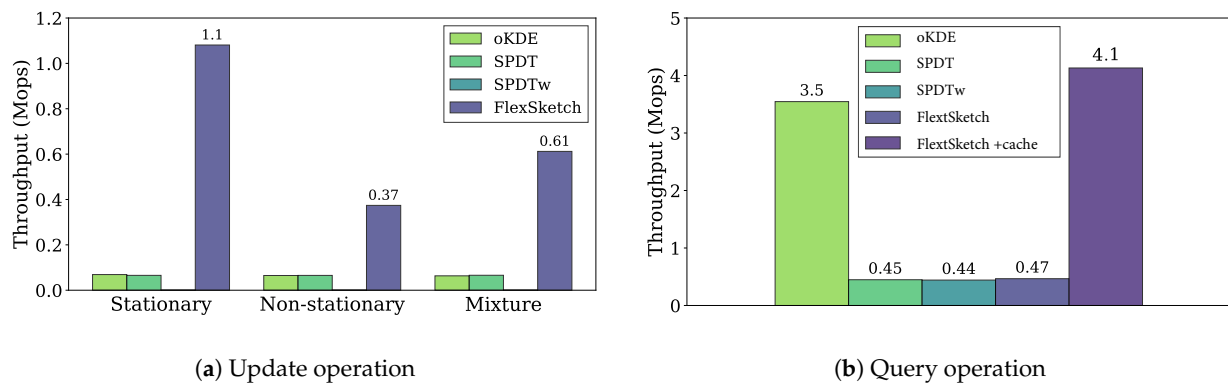 Throughput (Mops)
1.2
1.0
0.8
0.6
0.4
0.2
0.0
1.1
0.37
0.61
oKDE
SPDT
SPDTw
FlexSketch
Stationary
Non-stationary
Mixture
(a) Update operation
Throughput (Mops)
5
4
3
2
1
0
3.5
0.45
0.44
0.47
4.1
oKDE
SPDT
SPDTw
FlextSketch
FlextSketch +cache
(b) Query operation